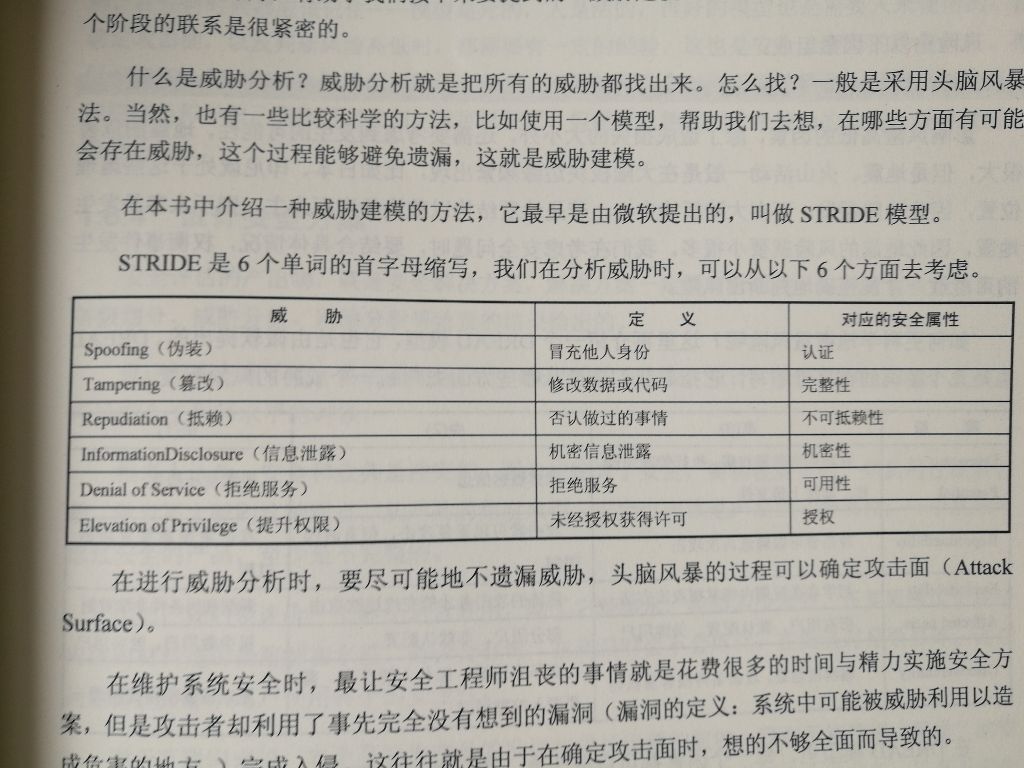 个阶段的联系是很紧密的。
什么是威胁分析？威胁分析就是把所有的威胁都找出来。怎么找？一般是采用头脑风暴
法。当然，也有一些比较科学的方法，比如使用一个模型，帮助我们去想，在哪些方面有可能
会存在威胁，这个过程能够避免遗漏，这就是威胁建模。
在本书中介绍一种威胁建模的方法，它最早是由微软提出的，叫做 STRIDE 模型。
STRIDE 是 6 个单词的首字母缩写，我们在分析威胁时，可以从以下 6 个方面去考虑。
威 胁 定 义 对应的安全属性
Spoofing（伪装） 冒充他人身份 认证
Tampering（篡改） 修改数据或代码 完整性
Repudiation（抵赖） 否认做过的事情 不可抵赖性
InformationDisclosure（信息泄露） 机密信息泄露 机密性
Denial of Service（拒绝服务） 拒绝服务 可用性
Elevation of Privilege（提升权限） 未经授权获得许可 授权
在进行威胁分析时，要尽可能地不遗漏威胁，头脑风暴的过程可以确定攻击面（Attack
Surface）。
在维护系统安全时，最让安全工程师沮丧的事情就是花费很多的时间与精力实施安全方
案，但是攻击者却利用了事先完全没有想到的漏洞（漏洞的定义：系统中可能被威胁利用以造
成危害的地方。）完成入侵。这往往就是由于在确定攻击面时，想的不够全面而导致的。